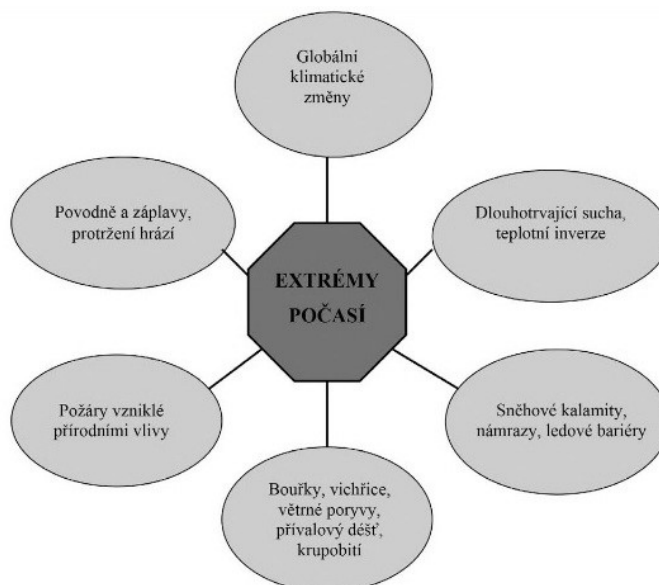 Globální
klimatické
změny
Povodně a záplavy,
protržení hrází
Dlouhotrvající sucha,
teplotní inverze
EXTRÉMY
POČASÍ
Požáry vzniklé
přírodními vlivy
Sněhové kalamity,
námrazy, ledové bariéry
Bouřky, vichřice,
větrné poryvy,
přívalový déšť,
krupobití